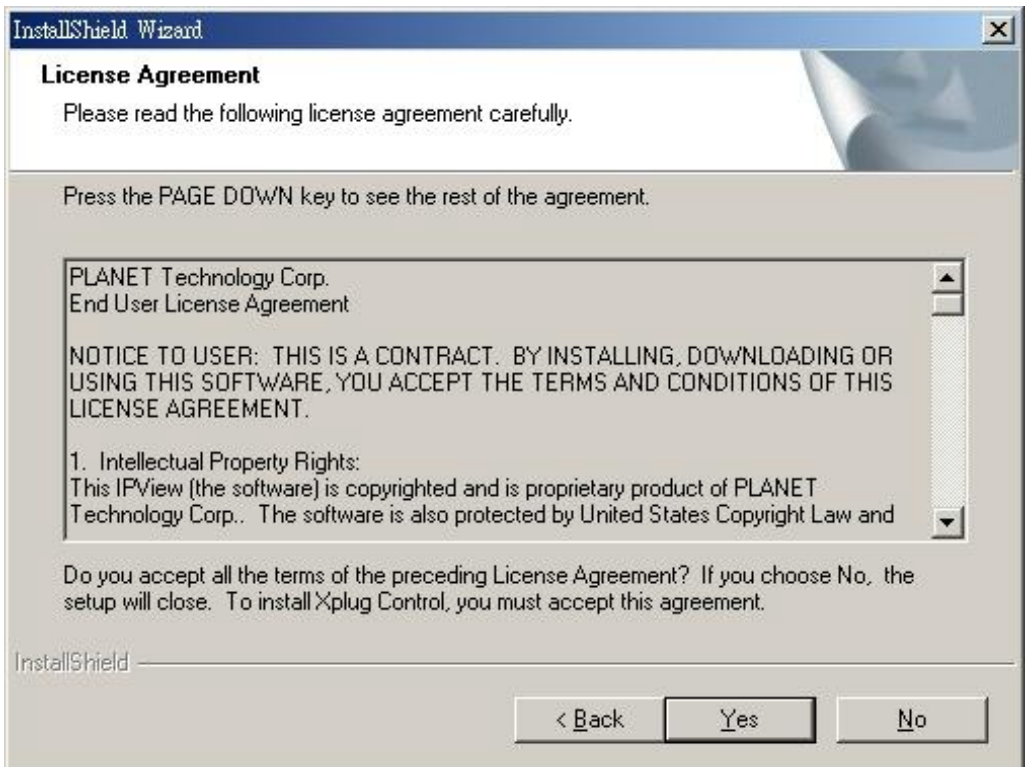 InstallShield Wizard
License Agreement
Please read the following license agreement carefully.
Press the PAGE DOWN key to see the rest of the agreement.
PLANET Technology Corp.
End User License Agreement
NOTICE TO USER:  THIS IS A CONTRACT.  BY INSTALLING, DOWNLOADING OR
USING THIS SOFTWARE, YOU ACCEPT THE TERMS AND CONDITIONS OF THIS
LICENSE AGREEMENT.
1.  Intellectual Property Rights:
This IPView (the software) is copyrighted and is proprietary product of PLANET
Technology Corp..  The software is also protected by United States Copyright Law and
Do you accept all the terms of the preceding License Agreement?  If you choose No,  the
setup will close.  To install Xplug Control, you must accept this agreement.
InstallShield
< Back
Yes
No